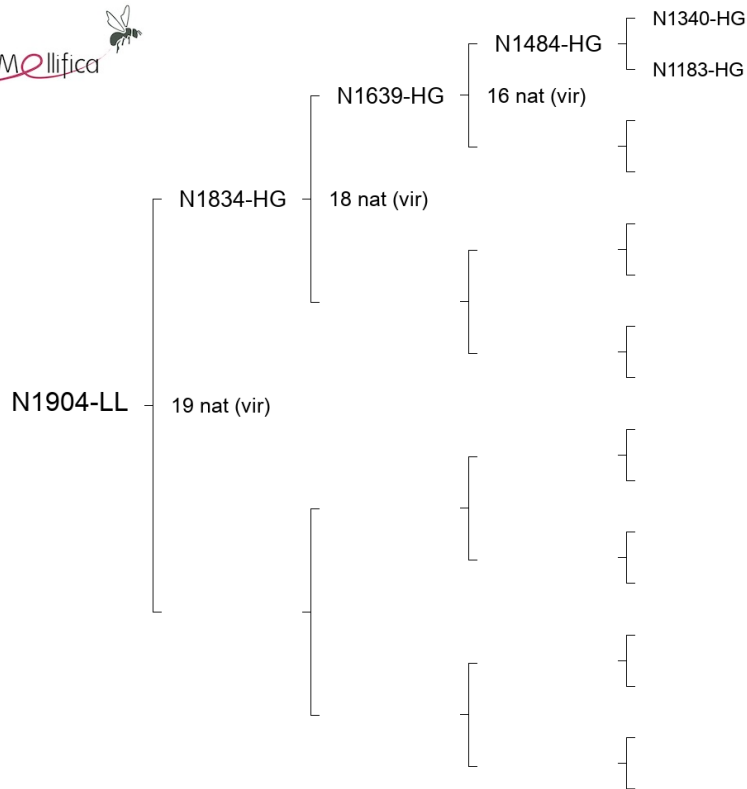 Mellifica
N1340-HG
N1484-HG
N1183-HG
N1639-HG
16 nat (vir)
N1834-HG
18 nat (vir)
N1904-LL
19 nat (vir)